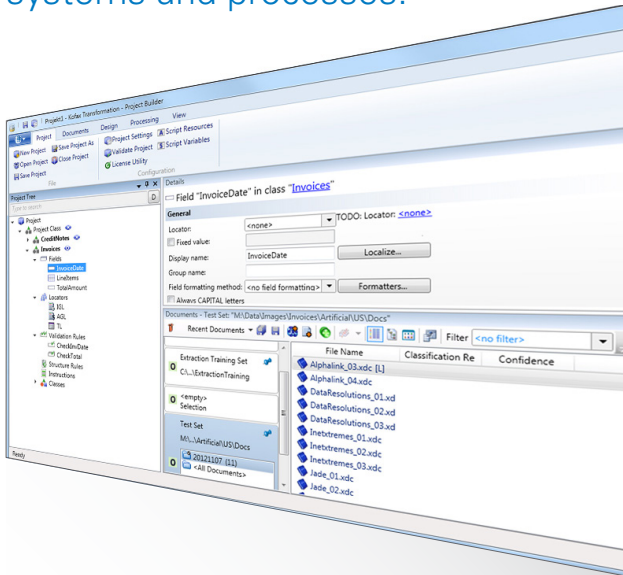 systems and processes.
Projekt1 - Kofax Transformation - Project Builder
Project Documents Design Processing View
New Project Save Project As Project Settings Script Resources
Open Project Close Project Validate Project Script Variables
Save Project License Utility
File Configuration
Project Tree Details
Type to search D Field "InvoiceDate" in class "Invoices"
Project General
Project Class Locator: <none> TODO: Locator: <none>
CreditNotes Fixed value:
Invoices Display name: InvoiceDate Localize...
Fields Group name:
InvoiceDate Field formatting method: <no field formatting> Formatters...
LineItems Always CAPITAL letters
TotalAmount Documents - Test Set: "M:\Data\Images\Invoices\Artificial\US\Docs"
Locators Recent Documents Filter <no filter>
IGL File Name Classification Re Confidence
AGL Extraction Training Set Alphalink_03.xdc [L]
TL C:\...\ExtractionTraining Alphalink_04.xdc
Validation Rules DataResolutions_01.xd
CheckInvDate <empty> DataResolutions_02.xd
CheckTotal Selection DataResolutions_03.xd
Structure Rules Test Set Inetxtremes_01.xdc
Instructions M:\...\Artificial\US\Docs Inetxtremes_02.xdc
Classes 20121107 (11) Inetxtremes_03.xdc
<All Documents> Jade_01.xdc
Jade_02.xdc
Ready